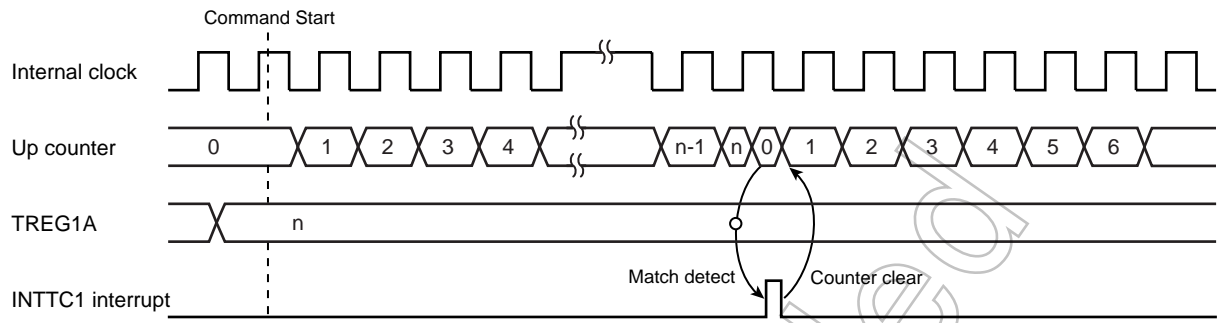 Command Start
Internal clock
Up counter 0 1 2 3 4 n-1 n 0 1 2 3 4 5 6
TREG1A n
Match detect Counter clear
INTTC1 interrupt